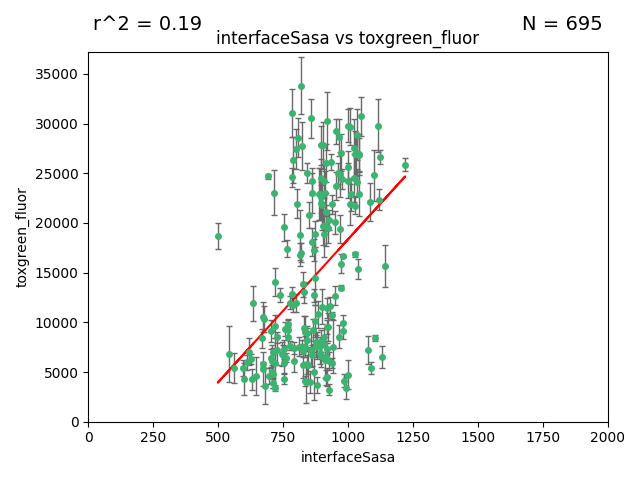 r^2 = 0.19
N = 695
interfaceSasa vs toxgreen_fluor
35000
30000
25000
20000
15000
10000
5000
0
toxgreen_fluor
0 250 500 750 1000 1250 1500 1750 2000
interfaceSasa